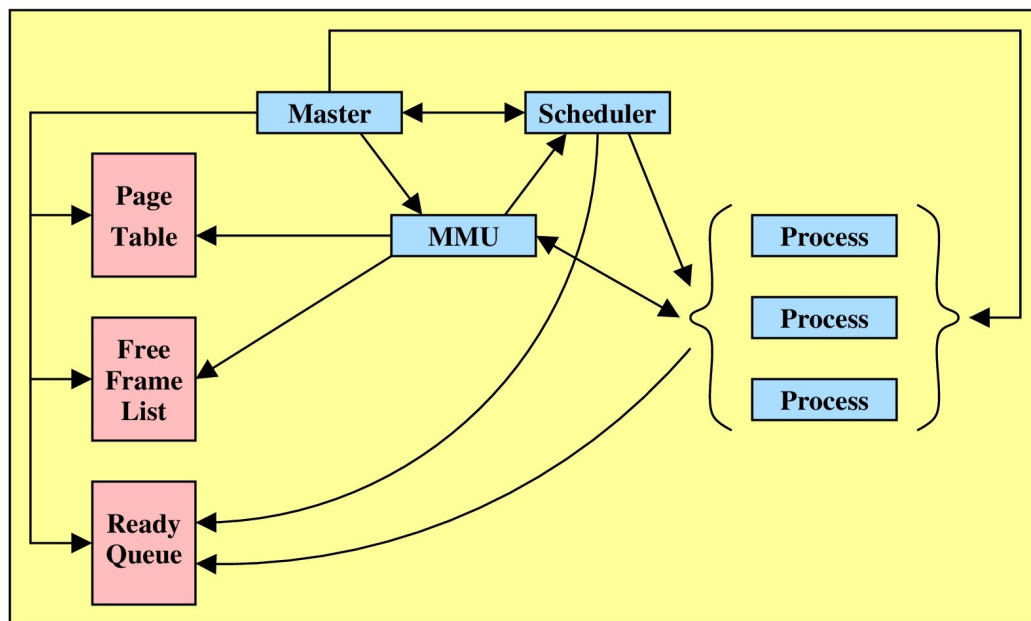 Master
Scheduler
Page
Table
MMU
Process
Free
Frame
List
Process
Process
Ready
Queue